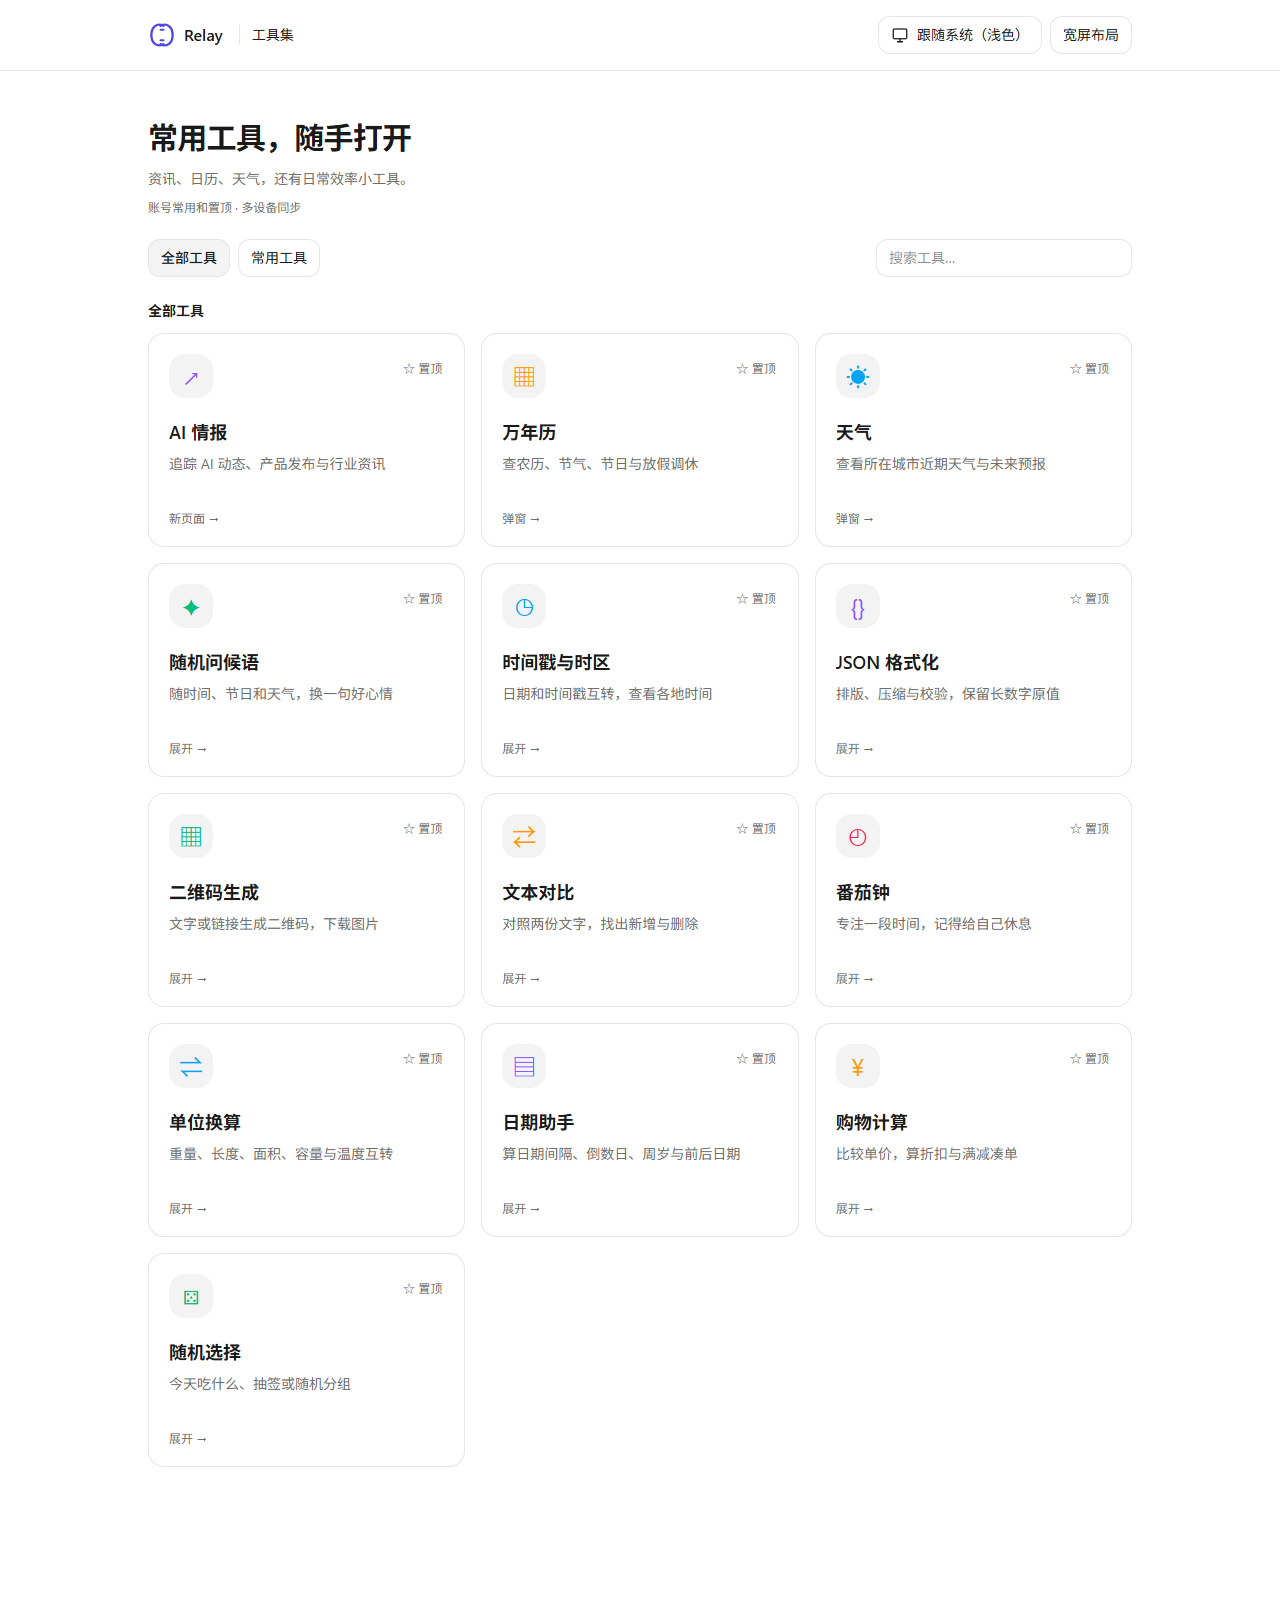 Relay
工具集
跟随系统（浅色）
宽屏布局
常用工具，随手打开
资讯、日历、天气，还有日常效率小工具。
账号常用和置顶 · 多设备同步
全部工具
常用工具
搜索工具...
全部工具
↗
☆ 置顶
AI 情报
追踪 AI 动态、产品发布与行业资讯
新页面 →
☆ 置顶
万年历
查农历、节气、节日与放假调休
弹窗 →
☆ 置顶
天气
查看所在城市近期天气与未来预报
弹窗 →
☆ 置顶
随机问候语
随时间、节日和天气，换一句好心情
展开 →
☆ 置顶
时间戳与时区
日期和时间戳互转，查看各地时间
展开 →
{}
☆ 置顶
JSON 格式化
排版、压缩与校验，保留长数字原值
展开 →
☆ 置顶
二维码生成
文字或链接生成二维码，下载图片
展开 →
☆ 置顶
文本对比
对照两份文字，找出新增与删除
展开 →
☆ 置顶
番茄钟
专注一段时间，记得给自己休息
展开 →
☆ 置顶
单位换算
重量、长度、面积、容量与温度互转
展开 →
☆ 置顶
日期助手
算日期间隔、倒数日、周岁与前后日期
展开 →
¥
☆ 置顶
购物计算
比较单价，算折扣与满减凑单
展开 →
☆ 置顶
随机选择
今天吃什么、抽签或随机分组
展开 →